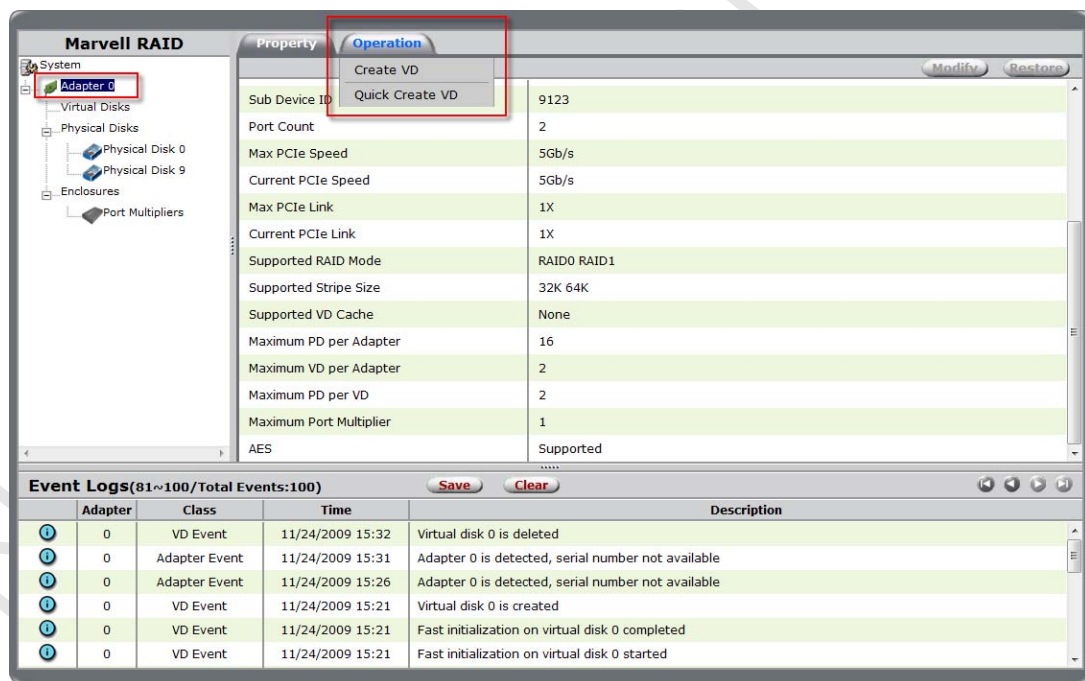 Marvell RAID
Property
Operation
System
Create VD
Modify
Restore
Adapter 0
Quick Create VD
Virtual Disks
Physical Disks
Physical Disk 0
Physical Disk 9
Enclosures
Port Multipliers
Sub Device ID 9123
Port Count 2
Max PCIe Speed 5Gb/s
Current PCIe Speed 5Gb/s
Max PCIe Link 1X
Current PCIe Link 1X
Supported RAID Mode RAID0 RAID1
Supported Stripe Size 32K 64K
Supported VD Cache None
Maximum PD per Adapter 16
Maximum VD per Adapter 2
Maximum PD per VD 2
Maximum Port Multiplier 1
AES Supported
Event Logs(81~100/Total Events:100) Save Clear
Adapter Class Time Description
0 VD Event 11/24/2009 15:32 Virtual disk 0 is deleted
0 Adapter Event 11/24/2009 15:31 Adapter 0 is detected, serial number not available
0 Adapter Event 11/24/2009 15:26 Adapter 0 is detected, serial number not available
0 VD Event 11/24/2009 15:21 Virtual disk 0 is created
0 VD Event 11/24/2009 15:21 Fast initialization on virtual disk 0 completed
0 VD Event 11/24/2009 15:21 Fast initialization on virtual disk 0 started